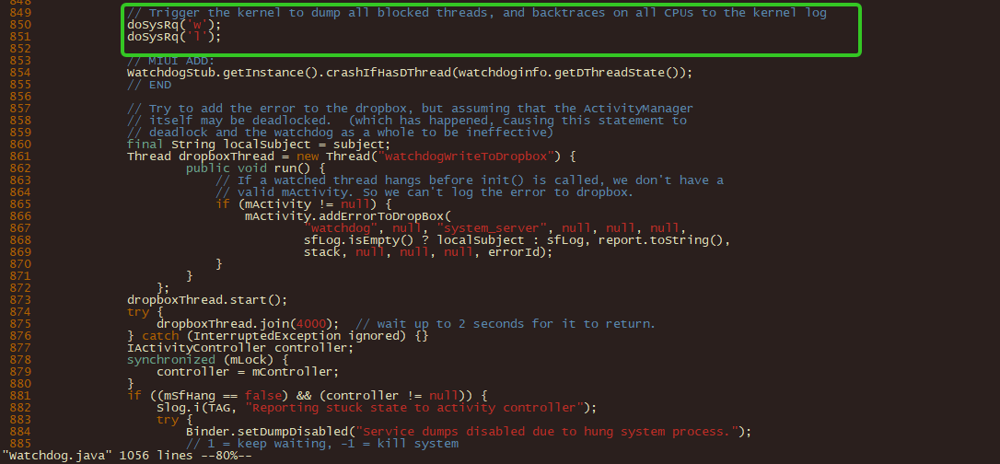 848
849 // Trigger the kernel to dump all blocked threads, and backtraces on all CPUs to the kernel log
850 doSysRq('w');
851 doSysRq('l');
852
853 // MIUI ADD:
854 WatchdogStub.getInstance().crashIfHasDThread(watchdoginfo.getDThreadState());
855 // END
856
857 // Try to add the error to the dropbox, but assuming that the ActivityManager
858 // itself may be deadlocked.  (which has happened, causing this statement to
859 // deadlock and the watchdog as a whole to be ineffective)
860 final String localSubject = subject;
861 Thread dropboxThread = new Thread("watchdogWriteToDropbox") {
862 public void run() {
863 // If a watched thread hangs before init() is called, we don't have a
864 // valid mActivity. So we can't log the error to dropbox.
865 if (mActivity != null) {
866 mActivity.addErrorToDropBox(
867 "watchdog", null, "system_server", null, null, null,
868 sfLog.isEmpty() ? localSubject : sfLog, report.toString(),
869 stack, null, null, null, errorId);
870 }
871 }
872 };
873 dropboxThread.start();
874 try {
875 dropboxThread.join(4000);  // wait up to 2 seconds for it to return.
876 } catch (InterruptedException ignored) {}
877 IActivityController controller;
878 synchronized (mLock) {
879 controller = mController;
880 }
881 if ((mSfHang == false) && (controller != null)) {
882 Slog.i(TAG, "Reporting stuck state to activity controller");
883 try {
884 Binder.setDumpDisabled("Service dumps disabled due to hung system process.");
885 // 1 = keep waiting, -1 = kill system
"Watchdog.java" 1056 lines --80%--